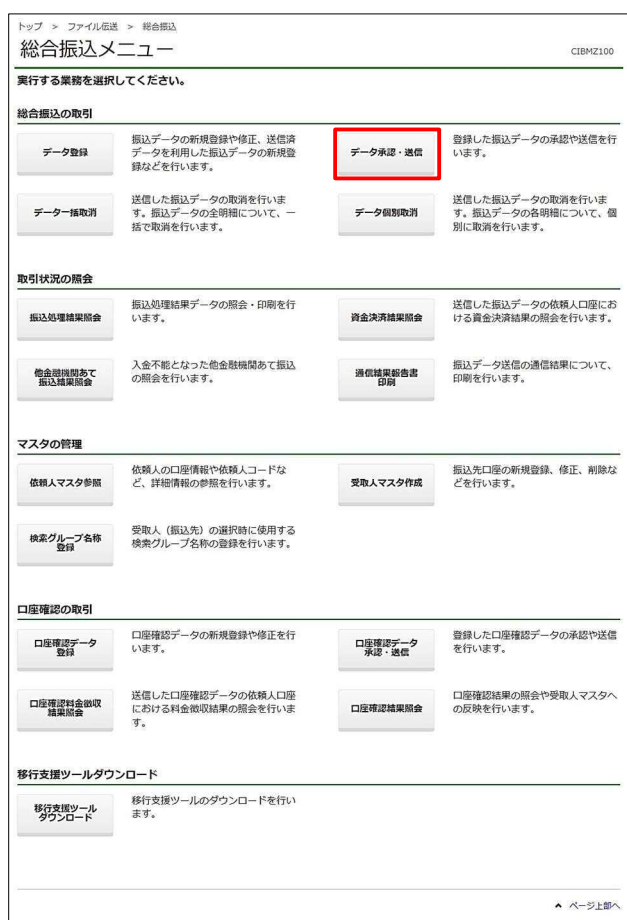 トップ > ファイル伝送 > 総合振込
総合振込メニュー
CIBMZ100
実行する業務を選択してください。
総合振込の取引
データ登録
振込データの新規登録や修正、送信済
データを利用した振込データの新規登
録などを行います。
データ承認・送信
登録した振込データの承認や送信を行
います。
データ一括取消
送信した振込データの取消を行いま
す。振込データの全明細について、一
括で取消を行います。
データ個別取消
送信した振込データの取消を行いま
す。振込データの各明細について、個
別に取消を行います。
取引状況の照会
振込処理結果照会
振込処理結果データの照会・印刷を行
います。
資金決済結果照会
送信した振込データの依頼人口座にお
ける資金決済結果の照会を行います。
他金融機関あて
振込結果照会
入金不能となった他金融機関あて振込
の照会を行います。
通信結果報告書
印刷
振込データ送信の通信結果について、
印刷を行います。
マスタの管理
依頼人マスタ参照
依頼人の口座情報や依頼人コードな
ど、詳細情報の参照を行います。
受取人マスタ作成
振込先口座の新規登録、修正、削除な
どを行います。
検索グループ名称
登録
受取人（振込先）の選択時に使用する
検索グループ名称の登録を行います。
口座確認の取引
口座確認データ
登録
口座確認データの新規登録や修正を行
います。
口座確認データ
承認・送信
登録した口座確認データの承認や送信
を行います。
口座確認料金徴収
結果照会
送信した口座確認データの依頼人口座
における料金徴収結果の照会を行いま
す。
口座確認結果照会
口座確認結果の照会や受取人マスタへ
の反映を行います。
移行支援ツールダウンロード
移行支援ツール
ダウンロード
移行支援ツールのダウンロードを行い
ます。
ページ上部へ